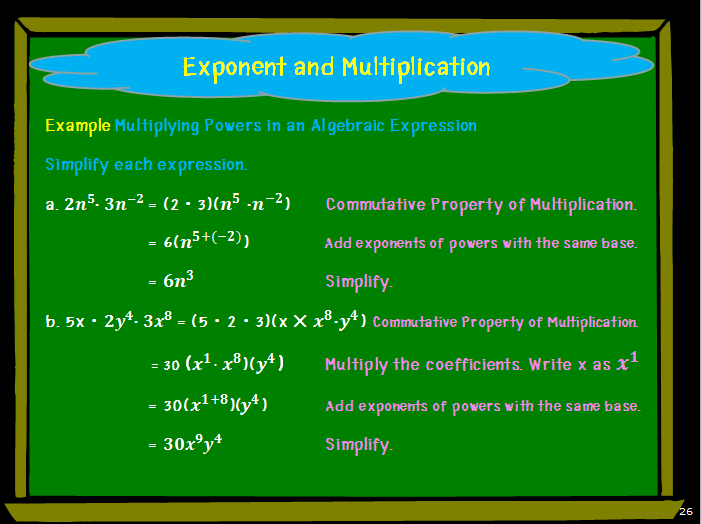 Exponent and Multiplication
Example Multiplying Powers in an Algebraic Expression
Simplify each expression.
a. 2n⁵· 3n⁻² = (2 · 3)(n⁵ ·n⁻²) Commutative Property of Multiplication.
= 6(n⁵⁺⁽⁻²⁾) Add exponents of powers with the same base.
= 6n³ Simplify.
b. 5x · 2y⁴· 3x⁸ = (5 · 2 · 3)(x × x⁸·y⁴) Commutative Property of Multiplication.
= 30 (x¹· x⁸)(y⁴) Multiply the coefficients. Write x as x¹
= 30(x¹⁺⁸)(y⁴) Add exponents of powers with the same base.
= 30x⁹y⁴ Simplify.
26